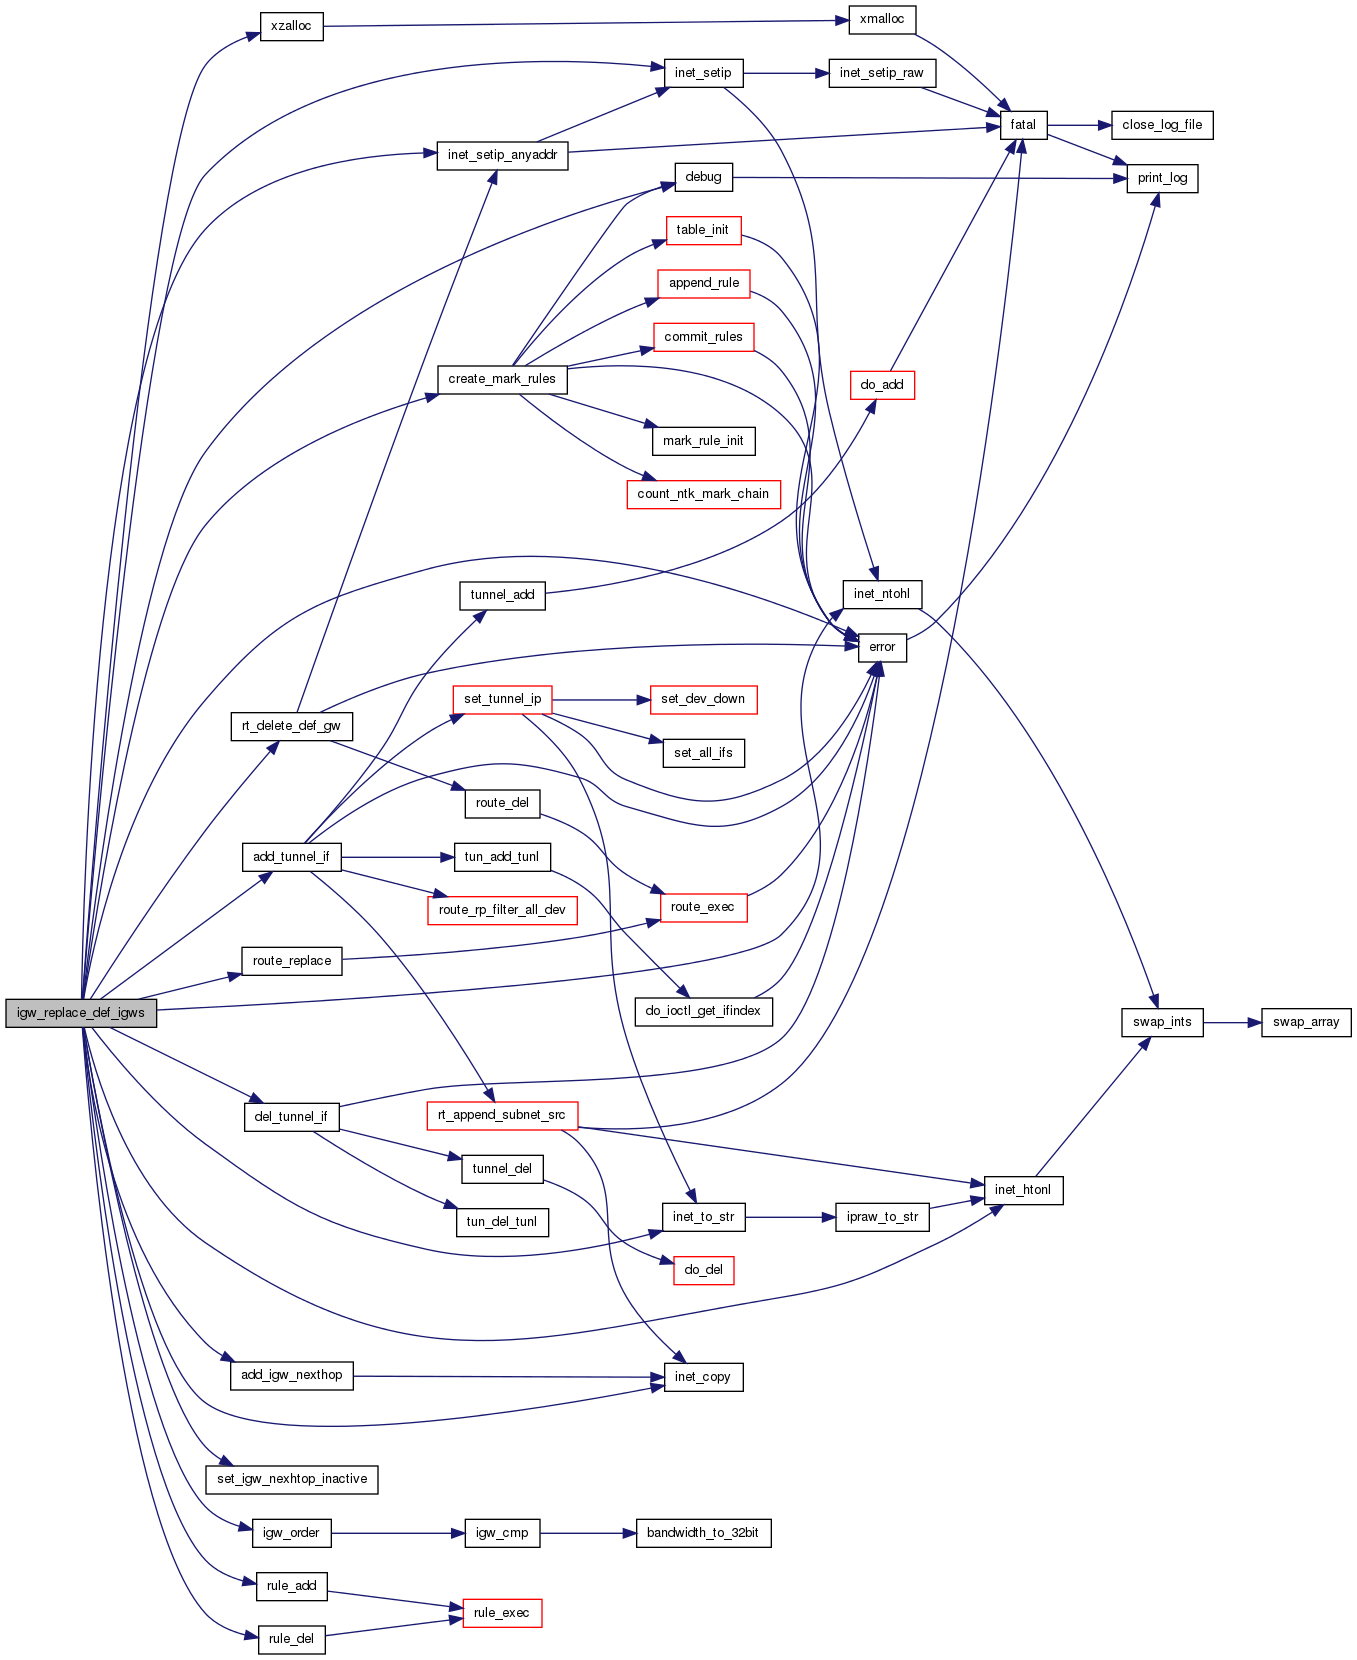 xzalloc
xmalloc
inet_setip
inet_setip_raw
fatal
close_log_file
inet_setip_anyaddr
debug
print_log
table_init
append_rule
commit_rules
create_mark_rules
do_add
mark_rule_init
count_ntk_mark_chain
tunnel_add
inet_ntohl
error
set_tunnel_ip
set_dev_down
rt_delete_def_gw
set_all_ifs
route_del
add_tunnel_if
tun_add_tunl
route_rp_filter_all_dev
route_exec
route_replace
igw_replace_def_igws
do_ioctl_get_ifindex
swap_ints
swap_array
del_tunnel_if
rt_append_subnet_src
tunnel_del
inet_htonl
tun_del_tunl
inet_to_str
ipraw_to_str
do_del
add_igw_nexthop
inet_copy
set_igw_nexhtop_inactive
igw_order
igw_cmp
bandwidth_to_32bit
rule_add
rule_exec
rule_del